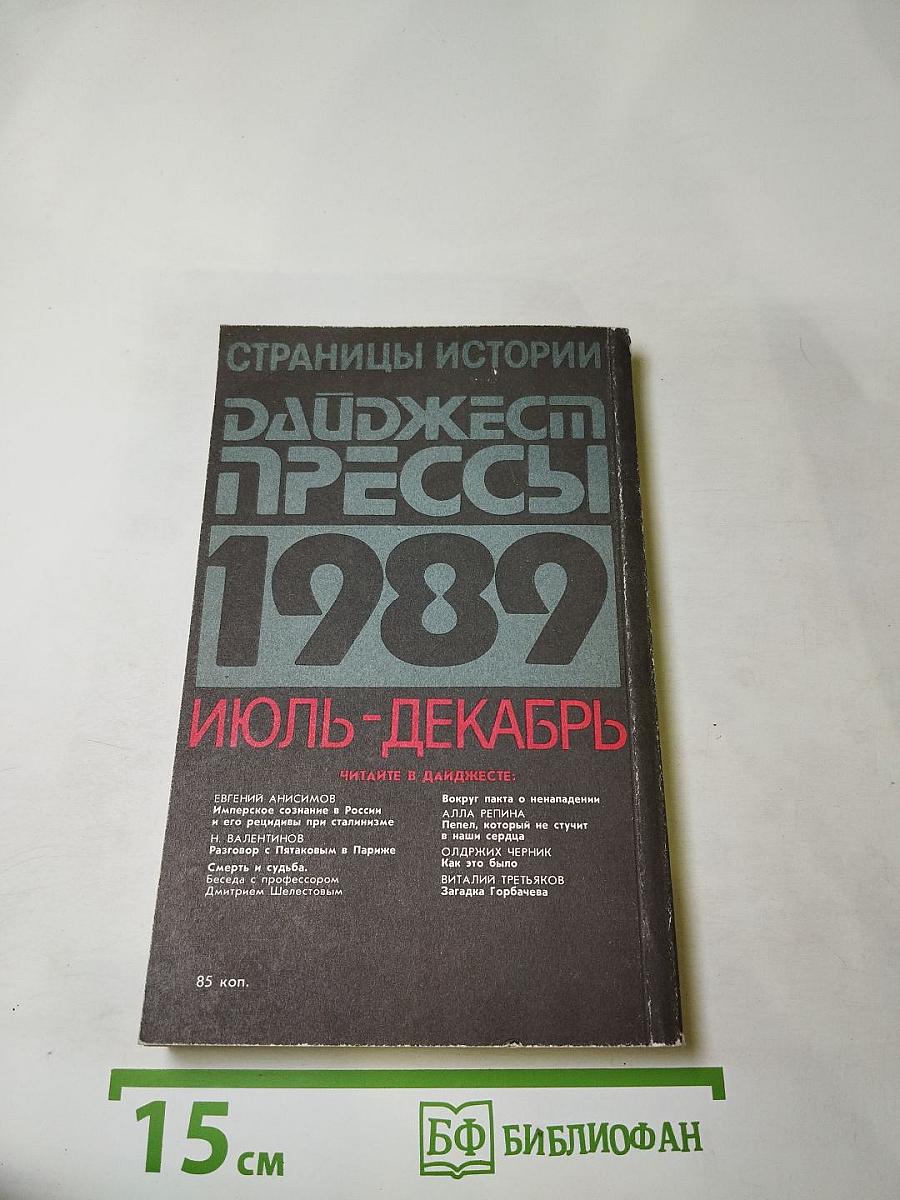 СТРАНИЦЫ ИСТОРИИ
ДАЙДЖЕСТ
ПРЕССЫ
1989
ИЮЛЬ-ДЕКАБРЬ
ЧИТАЙТЕ В ДАЙДЖЕСТЕ:
ЕВГЕНИЙ АНИСИМОВ
Имперское сознание в России
и его рецидивы при сталинизме
Н. ВАЛЕНТИНОВ
Разговор с Пятаковым в Париже
Смерть и судьба.
Беседа с профессором
Дмитрием Шелестовым
Вокруг пакта о ненападении
АЛЛА РЕПИНА
Пепел, который не стучит
в наши сердца
ОЛДРЖИХ ЧЕРНИК
Как это было
ВИТАЛИЙ ТРЕТЬЯКОВ
Загадка Горбачева
85 коп.
15 см
БФ БИБЛИОФАН